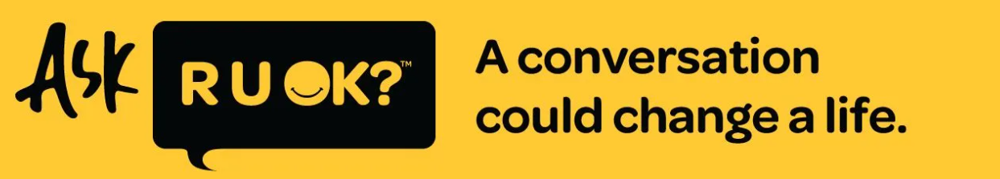 Ask
R U OK?™
A conversation
could change a life.